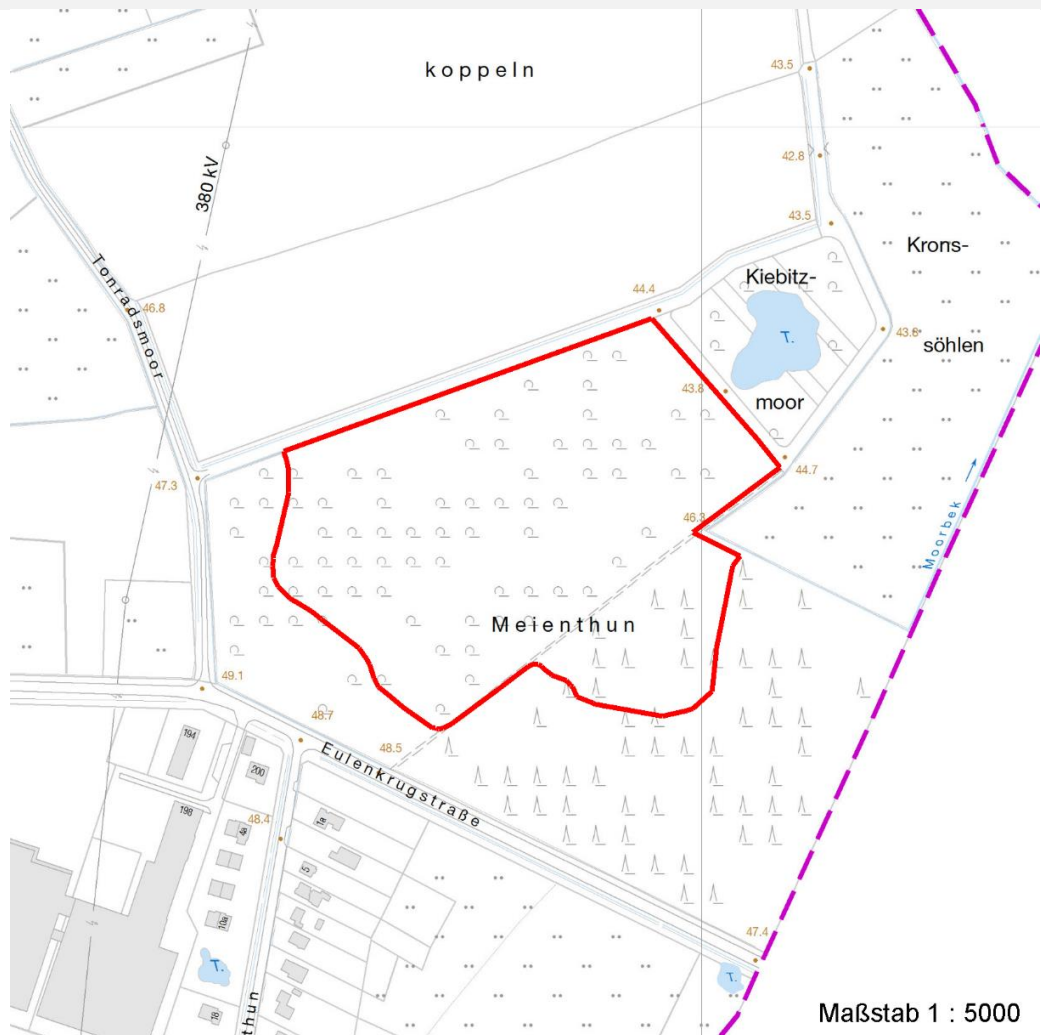 koppeln
43.5
380 kV
42.8
43.5
Krons-
Kiebitz-
Tonradsmoor
46.8
44.4
T.
43.6
söhlen
43.8
moor
44.7
47.3
46.3
Moorbek
Meienthun
49.1
48.7
48.5
194
200
Eulenkrugstraße
198
1a
4a
48.4
5
10a
47.4
T.
T.
18
thun
Maßstab 1 : 5000